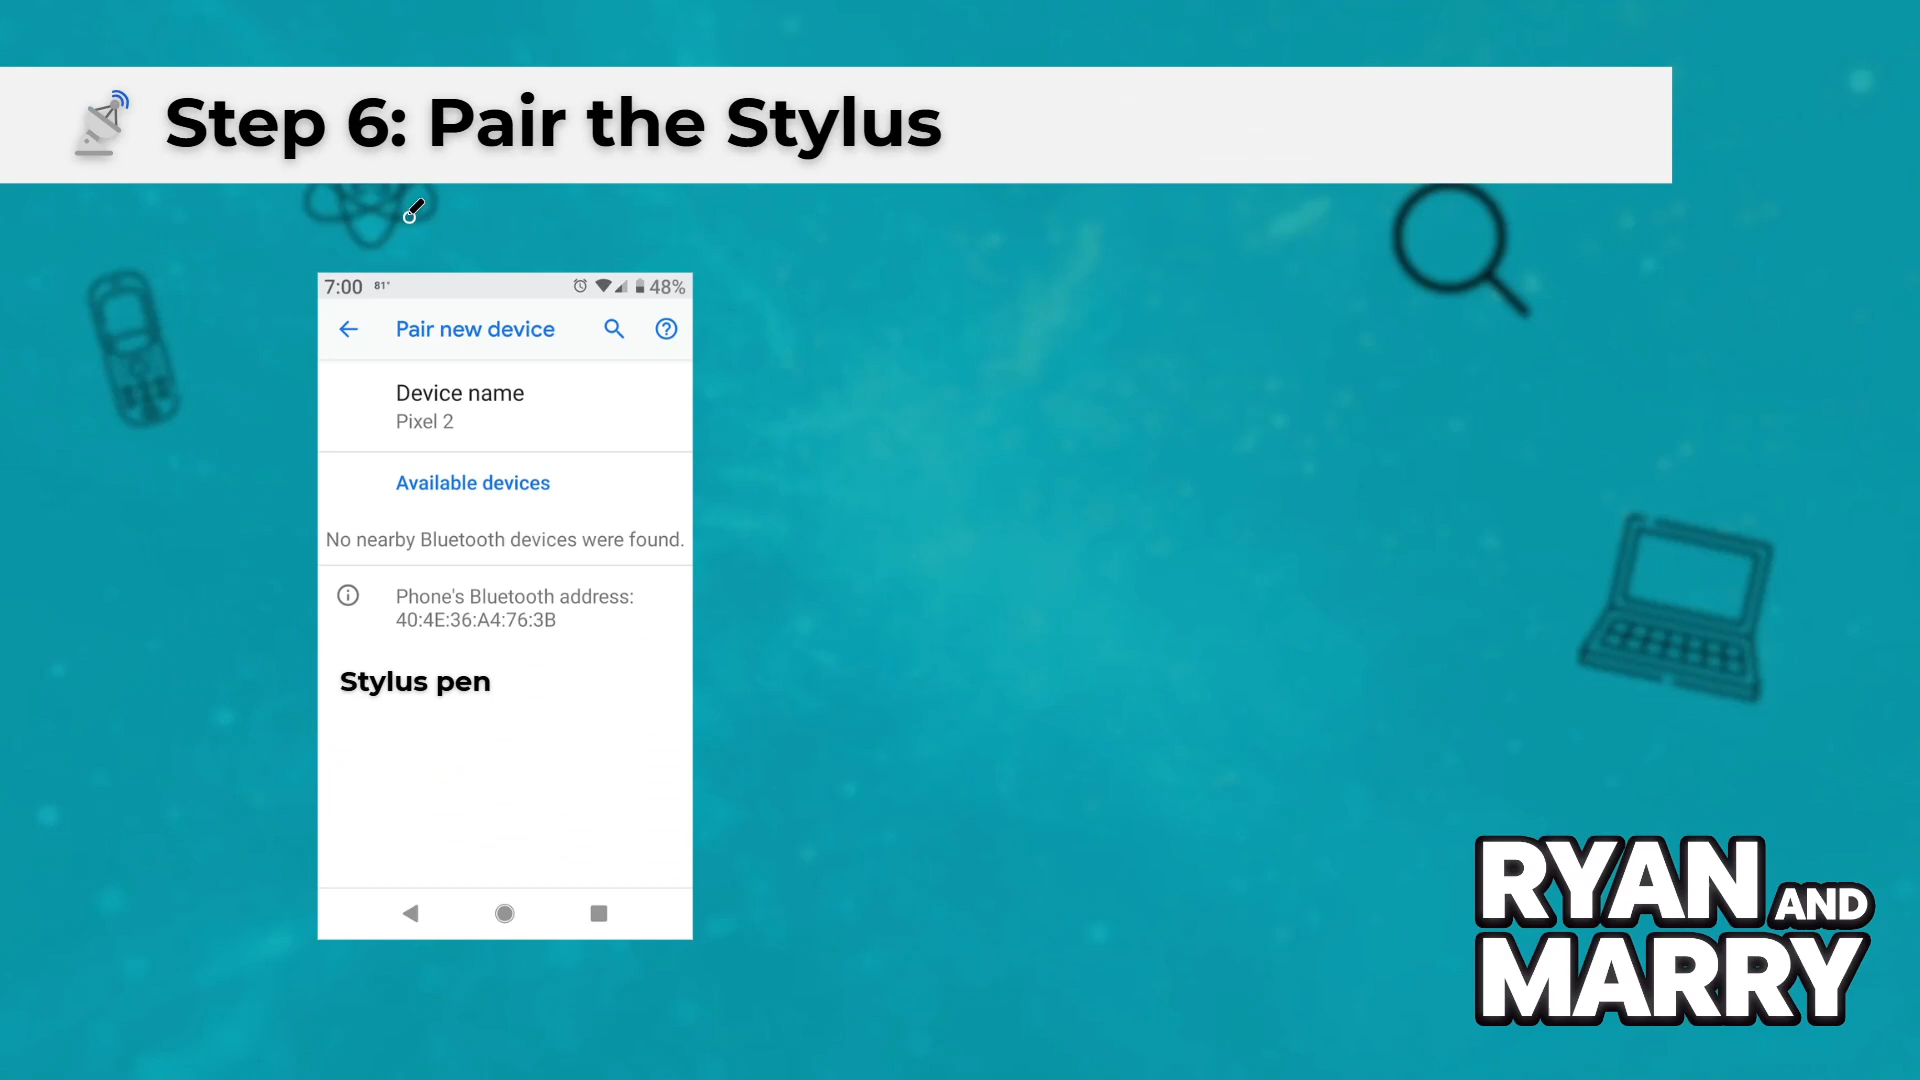 Step 6: Pair the Stylus
7:00 81° 48%
Pair new device
Device name
Pixel 2
Available devices
No nearby Bluetooth devices were found.
Phone's Bluetooth address:
40:4E:36:A4:76:3B
Stylus pen
RYAN AND
MARRY